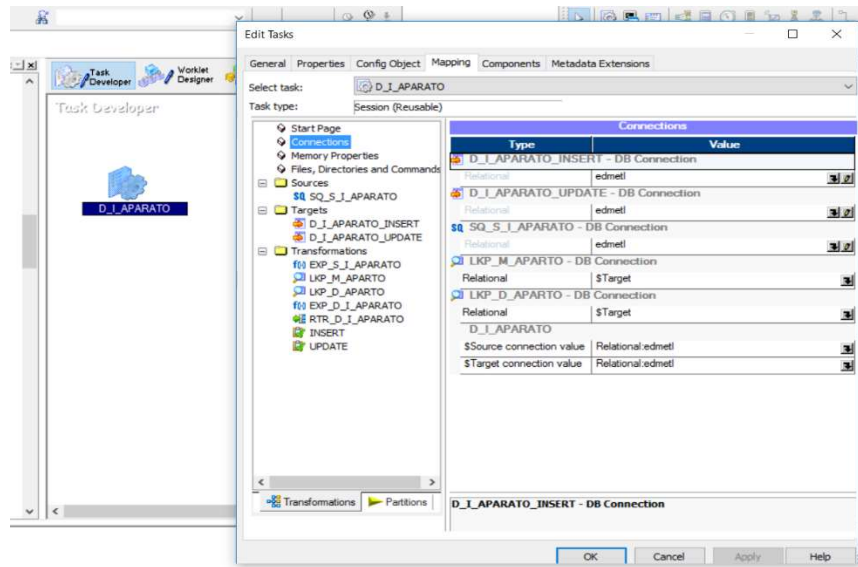 Edit Tasks
Task Developer
Worklet Designer
Task Developer
D_I_APARATO
General Properties Config Object Mapping Components Metadata Extensions
Select task: D_I_APARATO
Task type: Session (Reusable)
Start Page
Connections
Memory Properties
Files, Directories and Commands
Sources
SQ_S_I_APARATO
Targets
D_I_APARATO_INSERT
D_I_APARATO_UPDATE
Transformations
EXP_S_I_APARATO
LKP_M_APARTO
LKP_D_APARTO
EXP_D_I_APARATO
RTR_D_I_APARATO
INSERT
UPDATE
Transformations Partitions
Connections
Type Value
D_I_APARATO_INSERT - DB Connection
Relational edmetl
D_I_APARATO_UPDATE - DB Connection
Relational edmetl
SQ_S_I_APARATO - DB Connection
Relational edmetl
LKP_M_APARTO - DB Connection
Relational $Target
LKP_D_APARTO - DB Connection
Relational $Target
D_I_APARATO
$Source connection value Relational:edmetl
$Target connection value Relational:edmetl
D_I_APARATO_INSERT - DB Connection
OK Cancel Apply Help